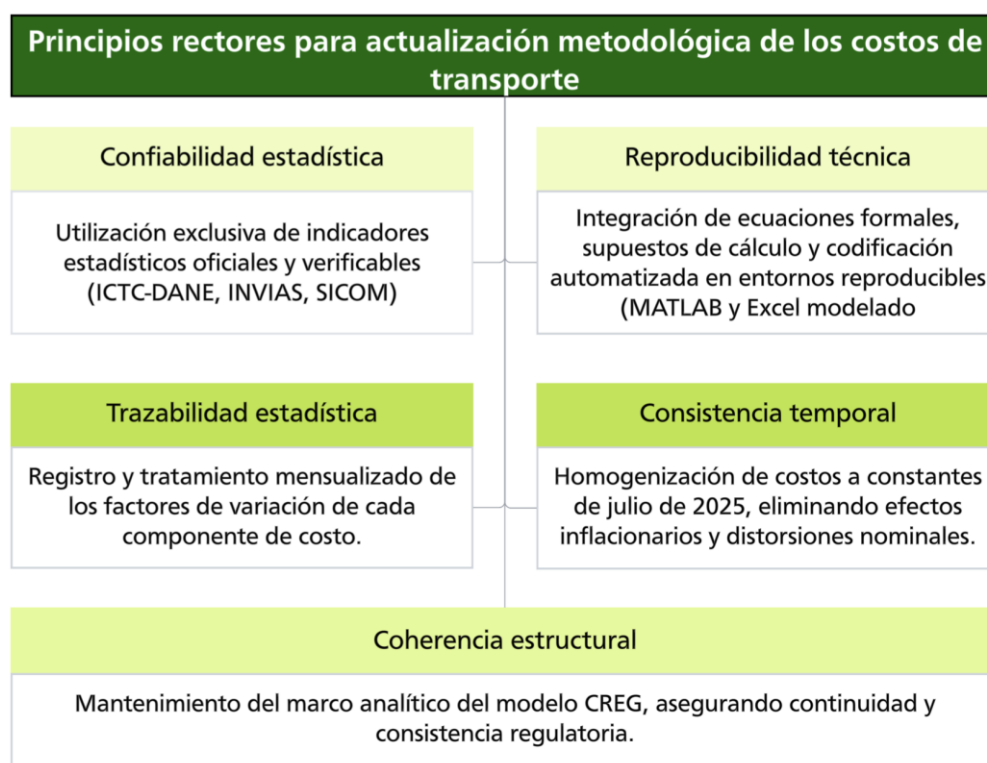 Principios rectores para actualización metodológica de los costos de
transporte
Confiabilidad estadística
Utilización exclusiva de indicadores
estadísticos oficiales y verificables
(ICTC-DANE, INVIAS, SICOM)
Reproducibilidad técnica
Integración de ecuaciones formales,
supuestos de cálculo y codificación
automatizada en entornos reproducibles
(MATLAB y Excel modelado
Trazabilidad estadística
Registro y tratamiento mensualizado de
los factores de variación de cada
componente de costo.
Consistencia temporal
Homogenización de costos a constantes
de julio de 2025, eliminando efectos
inflacionarios y distorsiones nominales.
Coherencia estructural
Mantenimiento del marco analítico del modelo CREG, asegurando continuidad y
consistencia regulatoria.